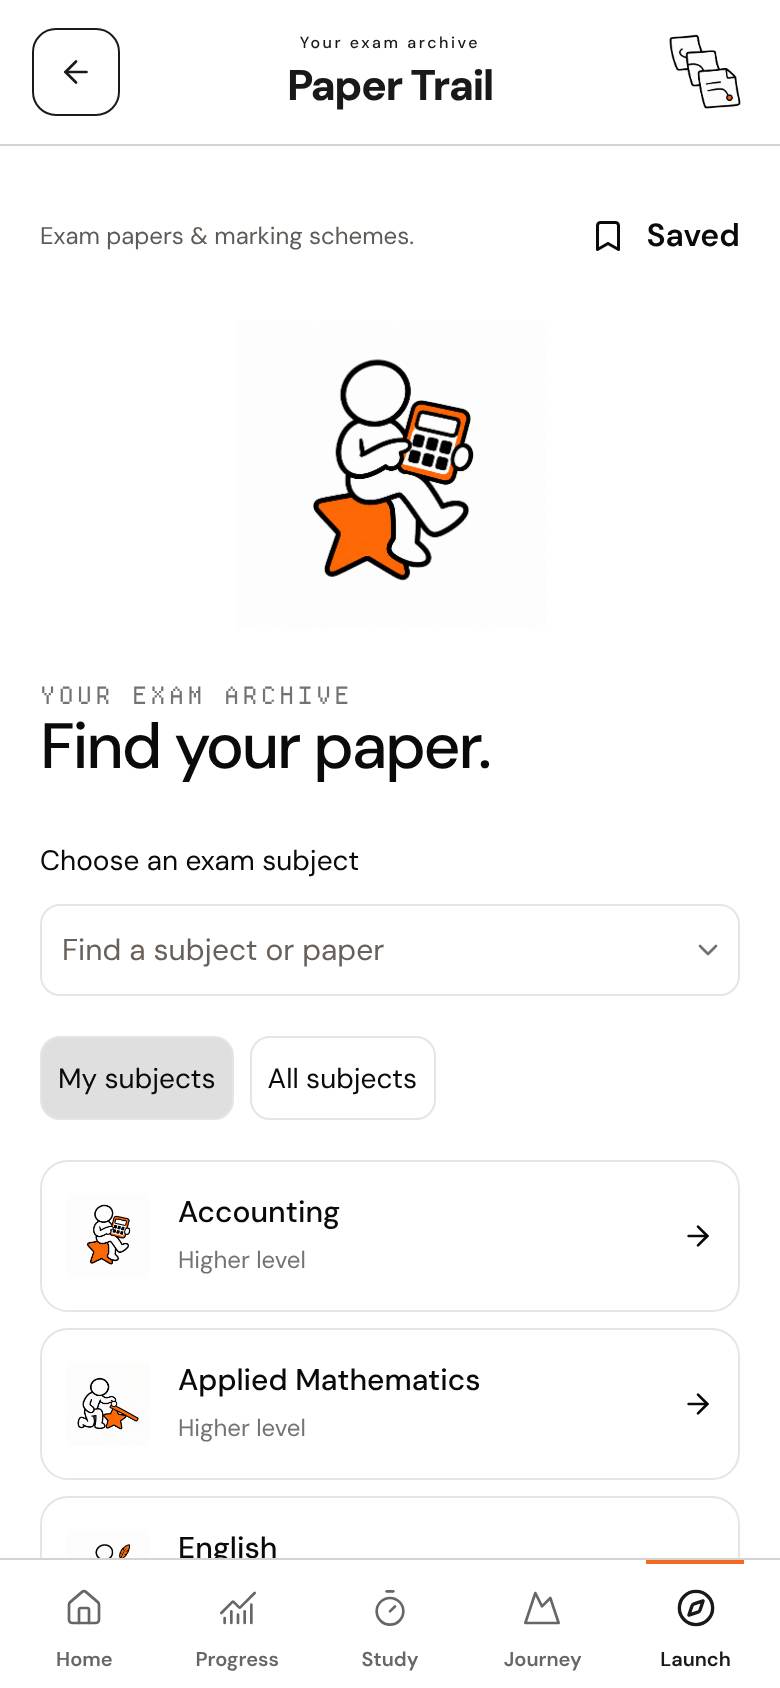 Your exam archive
Paper Trail
Exam papers & marking schemes.
Saved
YOUR EXAM ARCHIVE
Find your paper.
Choose an exam subject
Find a subject or paper
My subjects
All subjects
Accounting
Higher level
Applied Mathematics
Higher level
English
Home
Progress
Study
Journey
Launch